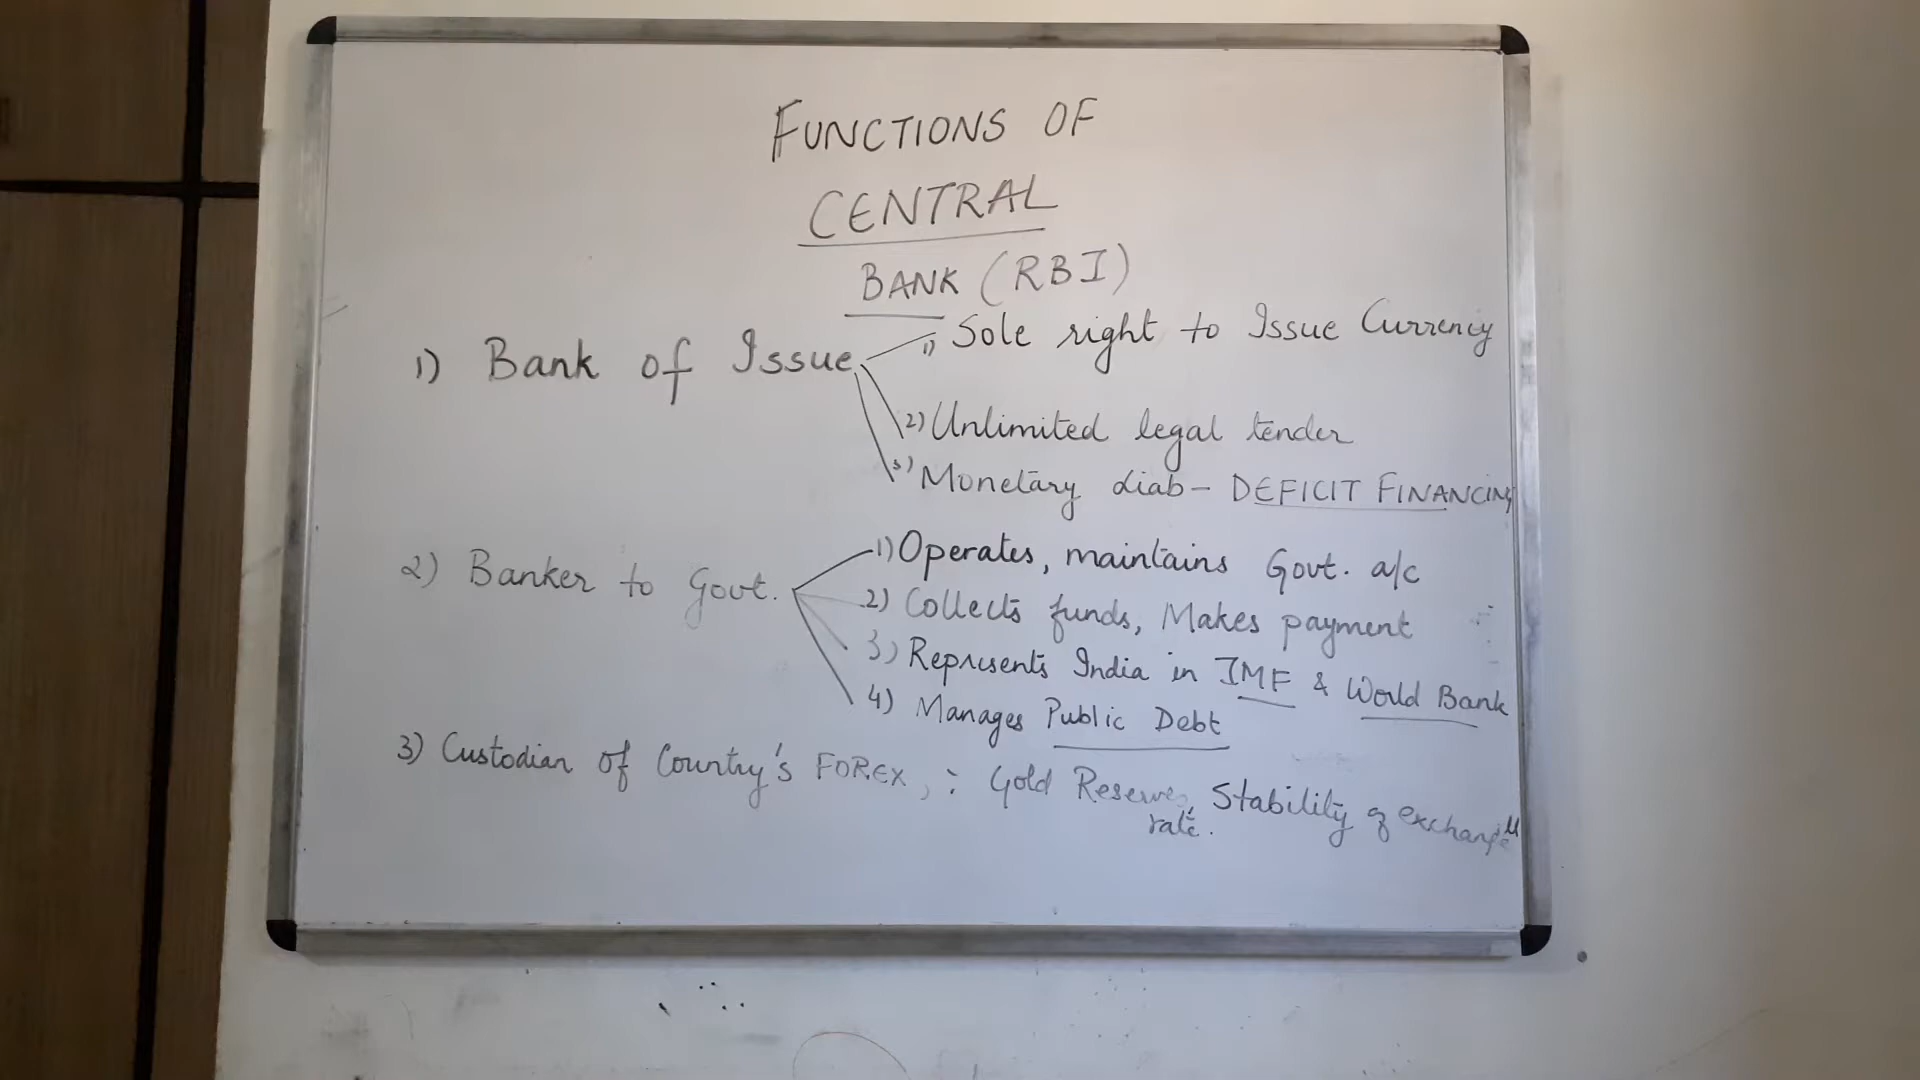 FUNCTIONS OF
CENTRAL
BANK (RBI)
1) Bank of Issue
1) Sole right to Issue Currency
2) Unlimited legal tender
3) Monetary Liab - DEFICIT FINANCING
2) Banker to Govt.
1) Operates, maintains Govt. a/c
2) Collects funds, Makes payment
3) Represents India in IMF & World Bank
4) Manages Public Debt
3) Custodian of Country's FOREX, : Gold Reserves, Stability of exchange
rate.